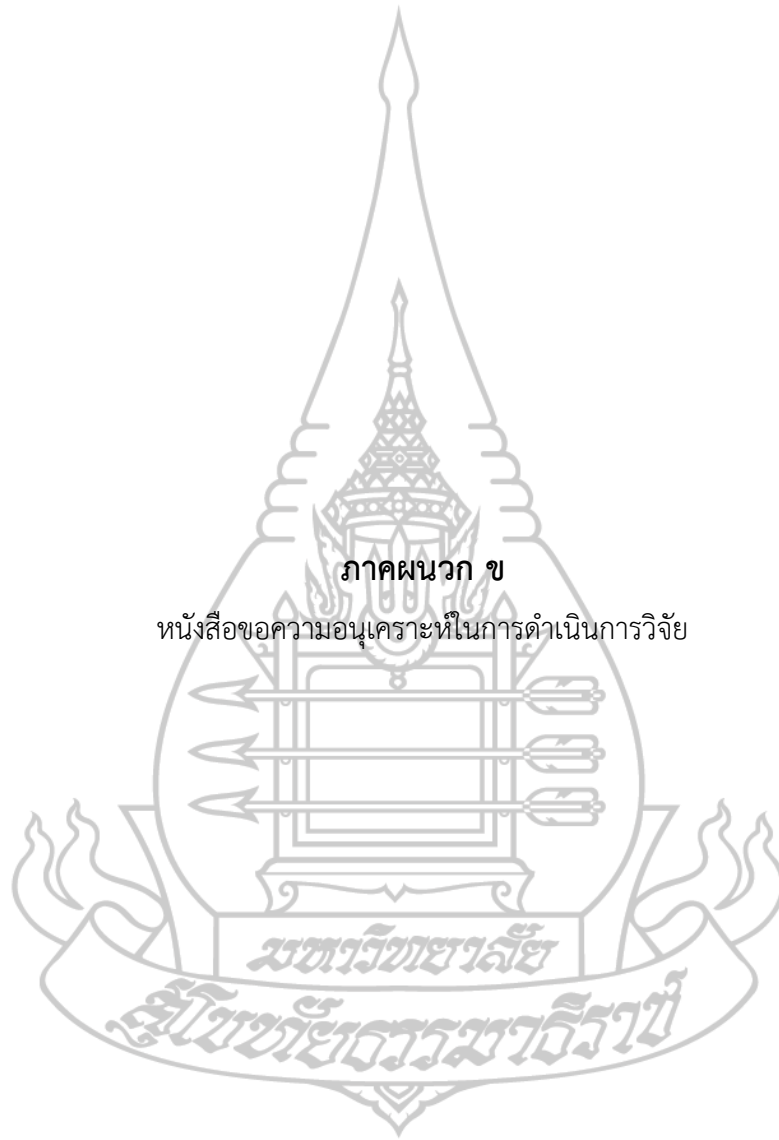 ภาคผนวก ข
หนังสือขอความอนุเคราะห์ในการดำเนินการวิจัย
มหาวิทยาลัย
สุโขทัยธรรมาธิราช